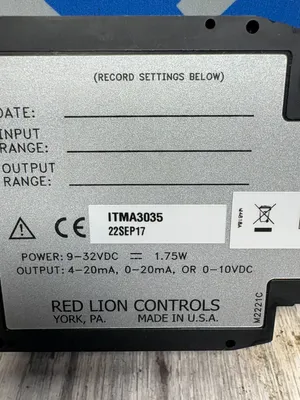 (RECORD SETTINGS BELOW)
DATE:
INPUT
RANGE:
OUTPUT
RANGE:
CE
ITMA3035
22SEP17
POWER: 9-32VDC ⎓ 1.75W
OUTPUT: 4-20mA, 0-20mA, OR 0-10VDC
RED LION CONTROLS
YORK, PA. MADE IN U.S.A.
M2221C